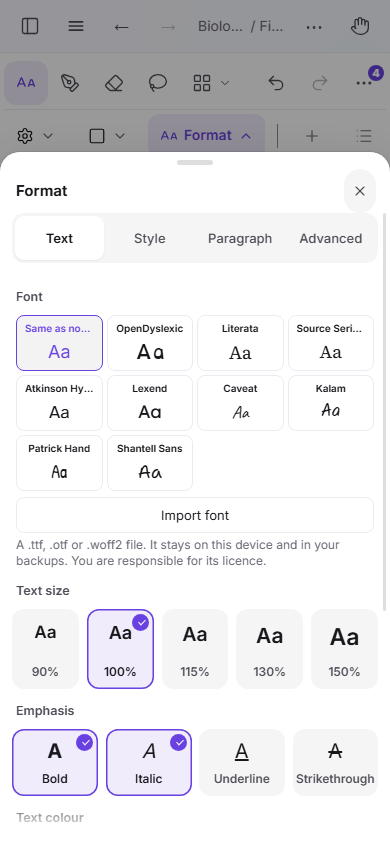 Biolo... / Fi...
4
Aa Format
Format
Text Style Paragraph Advanced
Font
Same as no... OpenDyslexic Literata Source Seri...
Aa Aa Aa Aa
Atkinson Hy... Lexend Caveat Kalam
Aa Aa Aa Aa
Patrick Hand Shantell Sans
Aa Aa
Import font
A .ttf, .otf or .woff2 file. It stays on this device and in your
backups. You are responsible for its licence.
Text size
Aa Aa Aa Aa Aa
90% 100% 115% 130% 150%
Emphasis
A A A A
Bold Italic Underline Strikethrough
Text colour